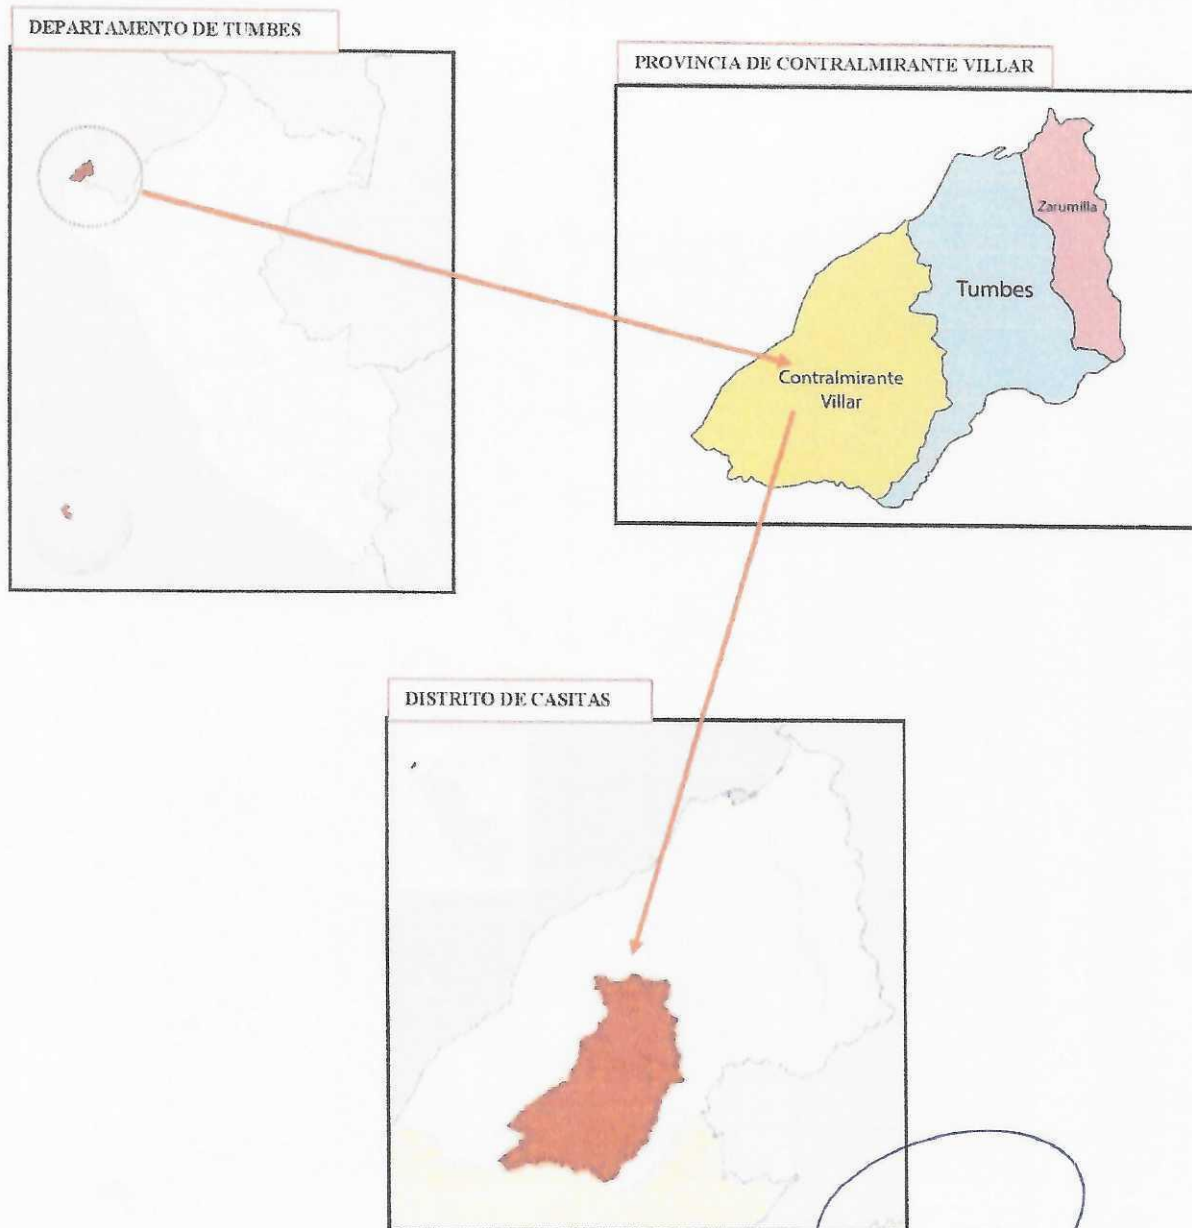 DEPARTAMENTO DE TUMBES
PROVINCIA DE CONTRALMIRANTE VILLAR
Zarumilla
Tumbes
Contralmirante
Villar
DISTRITO DE CASITAS